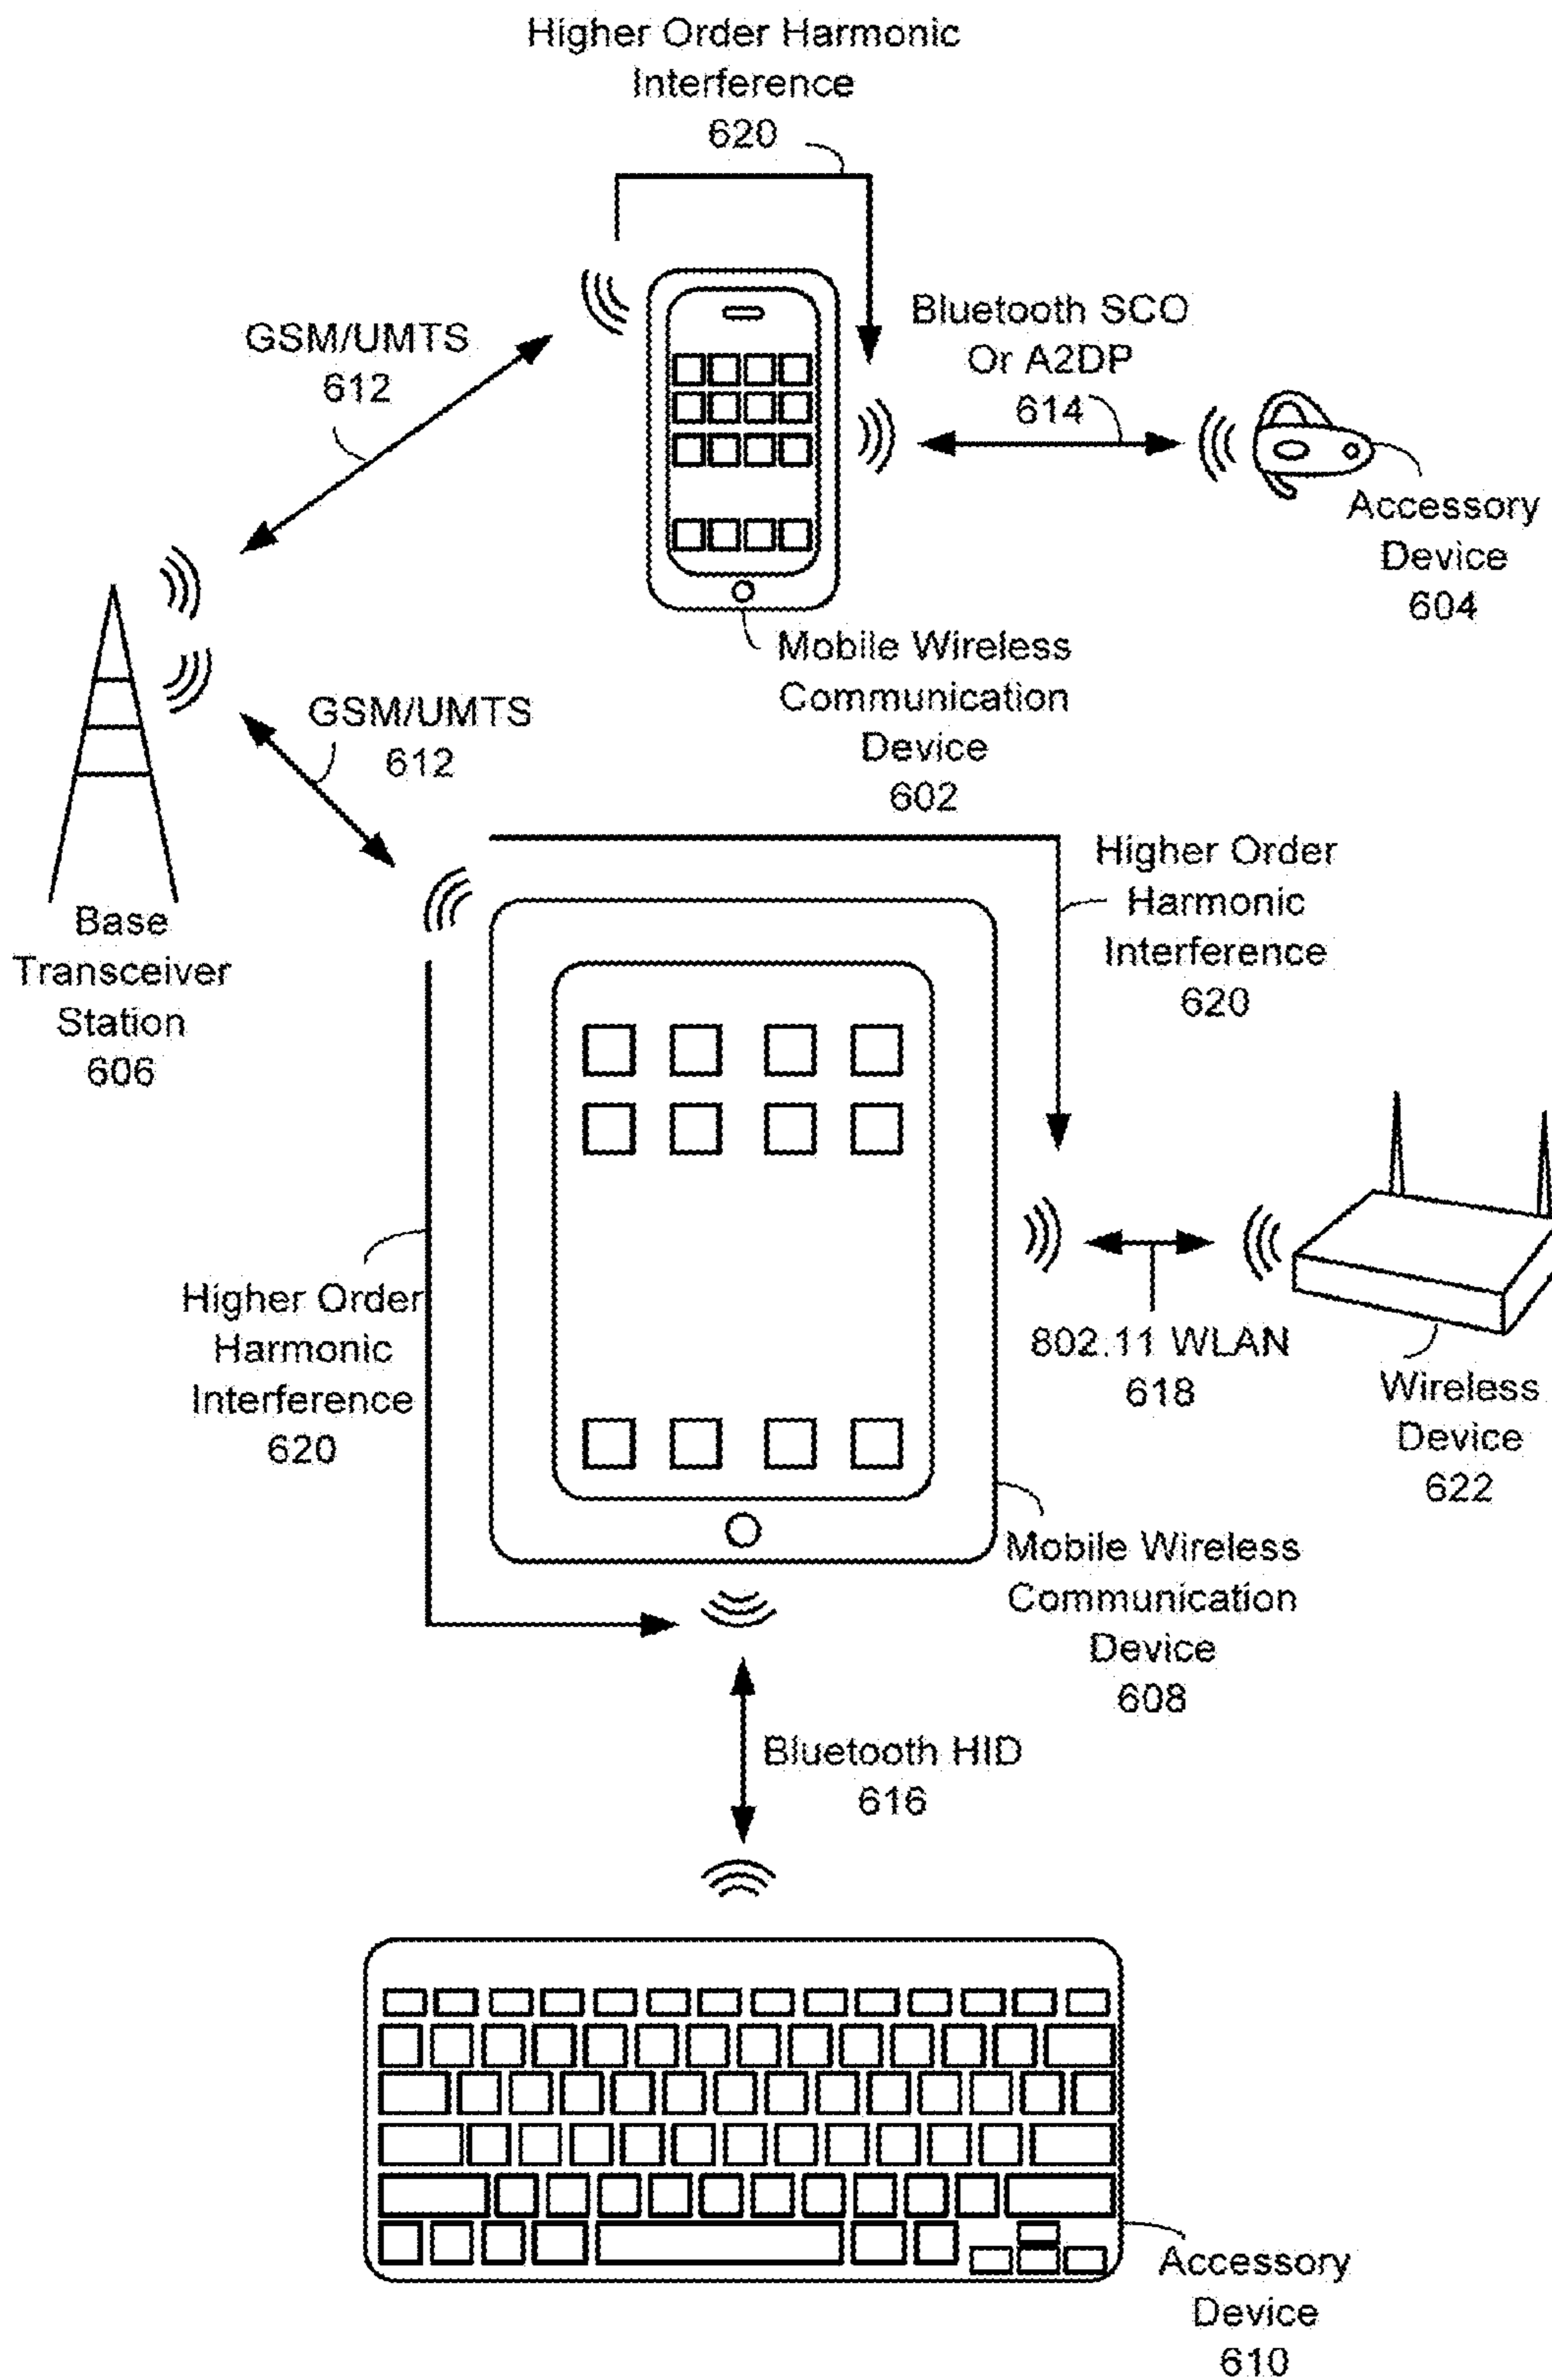 Higher Order Harmonic
Interference
620
GSM/UMTS
612
Bluetooth SCO
Or A2DP
614
Accessory
Device
604
Mobile Wireless
Communication
Device
602
GSM/UMTS
612
Higher Order
Harmonic
Interference
620
Base
Transceiver
Station
606
Higher Order
Harmonic
Interference
620
802.11 WLAN
618
Wireless
Device
622
Mobile Wireless
Communication
Device
608
Bluetooth HID
616
Accessory
Device
610